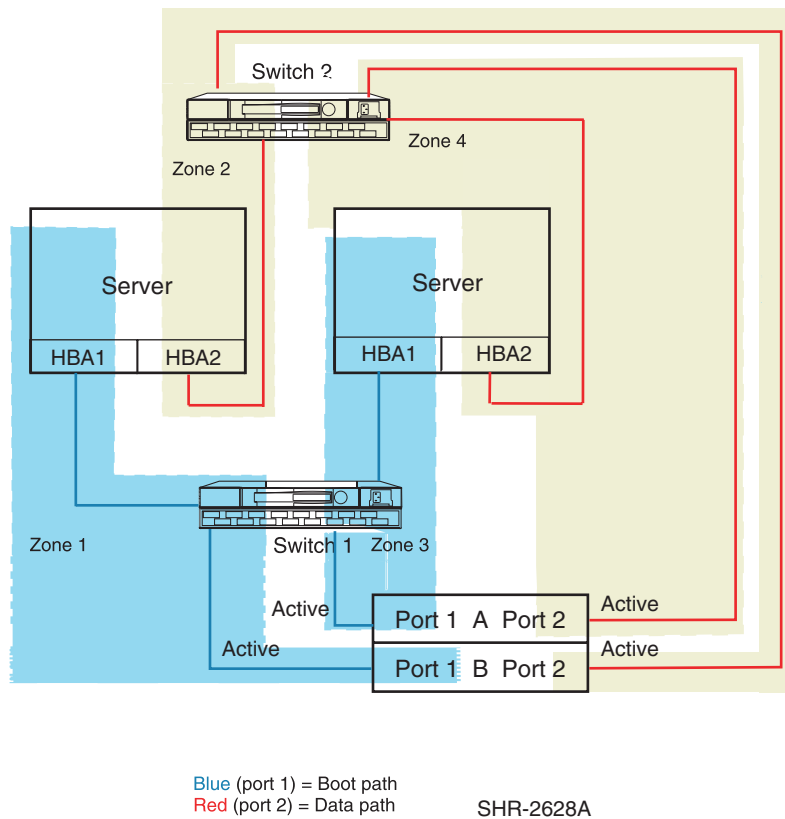 Switch 2
Zone 2
Zone 4
Server
Server
HBA1
HBA2
HBA1
HBA2
Zone 1
Switch 1
Zone 3
Active
Port 1 A Port 2
Active
Active
Port 1 B Port 2
Active
Blue (port 1) = Boot path
Red (port 2) = Data path
SHR-2628A